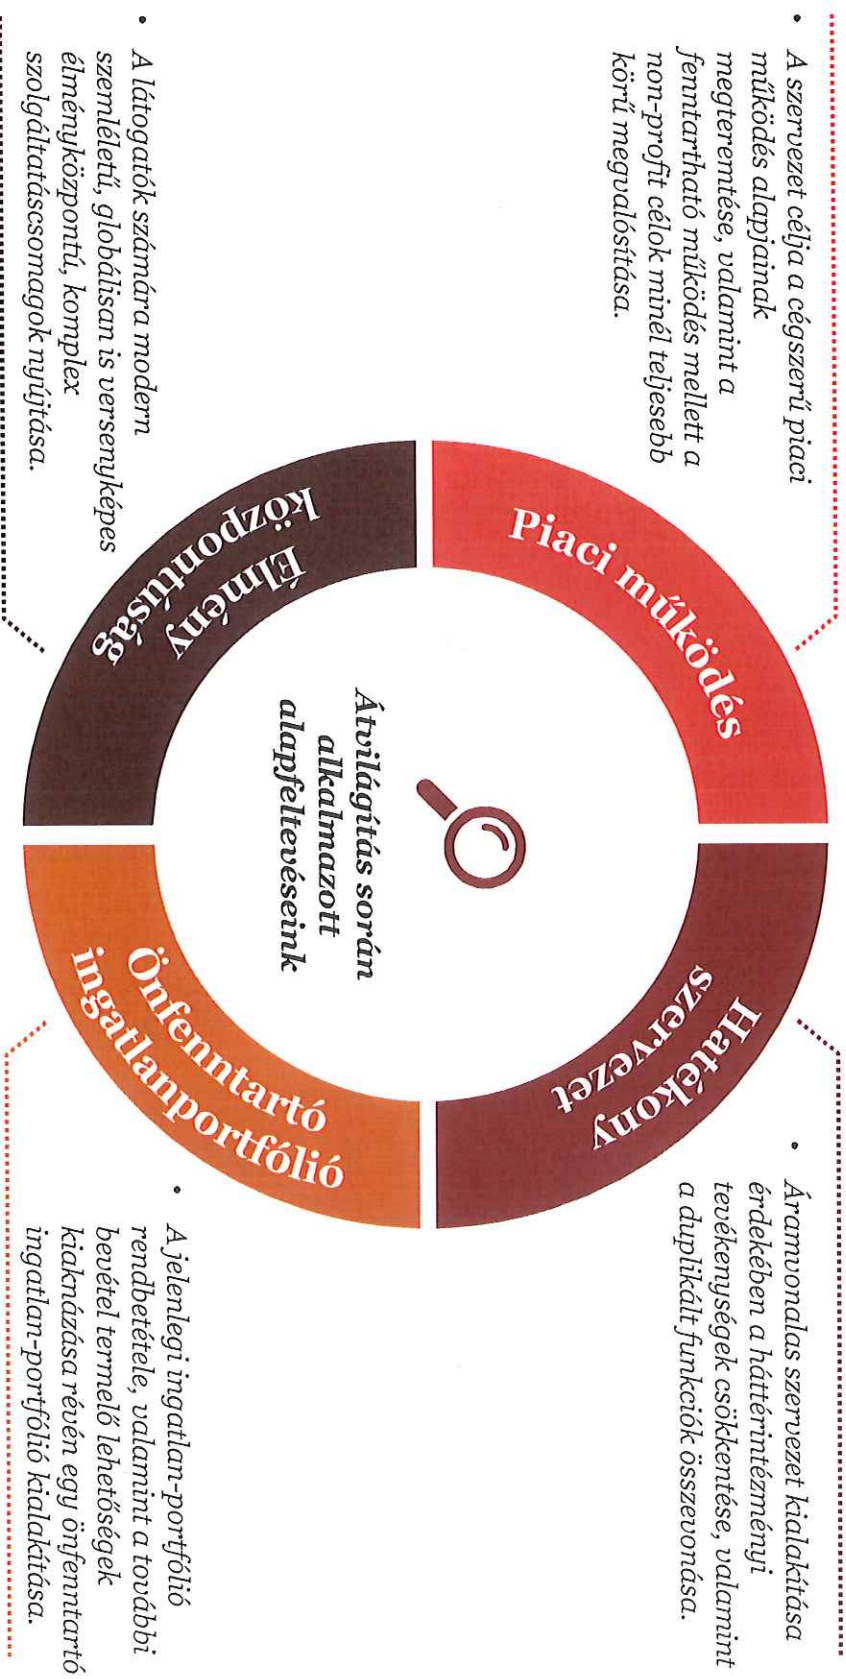 • A szervezet célja a cégszerű piaci
működés alapjainak
megteremtése, valamint a
fenntartható működés mellett a
non-profit célok minél teljesebb
körű megvalósítása.
• Áramvonalas szervezet kialakítása
érdekében a háttérintézményi
tevékenységek csökkentése, valamint
a duplikált funkciók összevonása.
Piaci működés
Hatékony
szervezet
Átvilágítás során
alkalmazott
alapfeltevéseink
Élmény
központúság
Önfenntartó
ingatlanportfólió
• A látogatók számára modern
szemléletű, globálisan is versenyképes
élményközpontú, komplex
szolgáltatáscsomagok nyújtása.
• A jelenlegi ingatlan-portfólió
rendbetétele, valamint a további
bevétel termelő lehetőségek
kiaknázása révén egy önfenntartó
ingatlan-portfólió kialakítása.